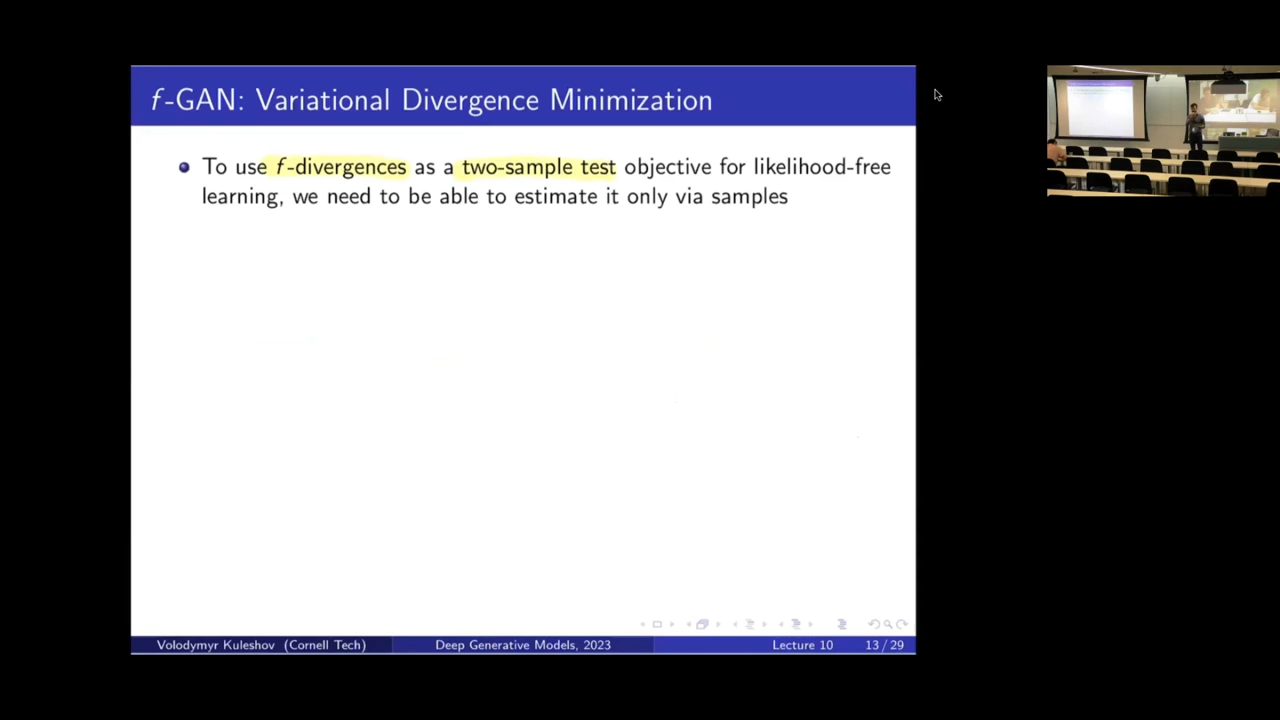 f-GAN: Variational Divergence Minimization
To use f-divergences as a two-sample test objective for likelihood-free
learning, we need to be able to estimate it only via samples
Volodymyr Kuleshov (Cornell Tech) Deep Generative Models, 2023 Lecture 10 13 / 29